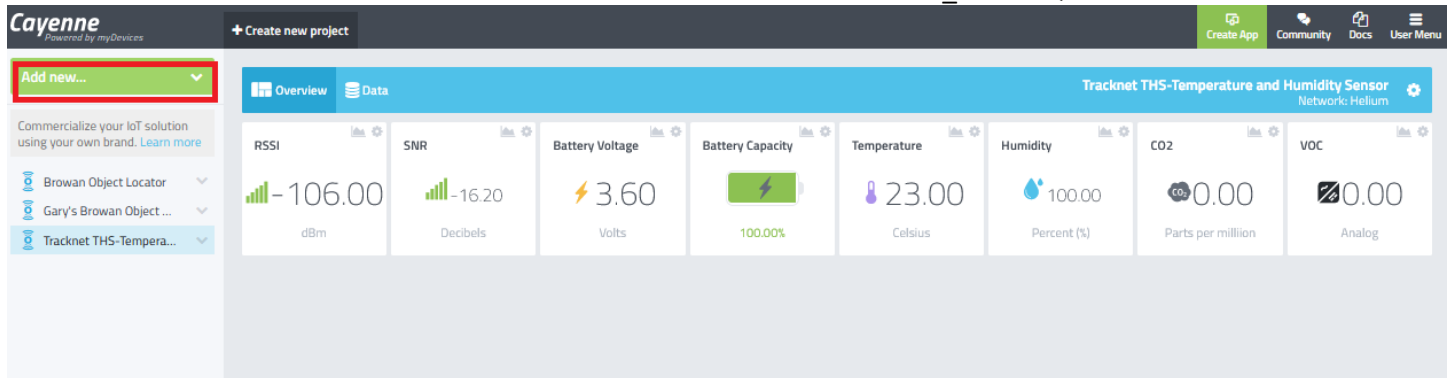 Cayenne
Powered by myDevices
+ Create new project
Create App
Community
Docs
User Menu
Add new...
Commercialize your IoT solution
using your own brand. Learn more
Browan Object Locator
Gary's Browan Object ...
Tracknet THS-Tempera...
Overview
Data
Tracknet THS-Temperature and Humidity Sensor
Network: Helium
RSSI
-106.00
dBm
SNR
-16.20
Decibels
Battery Voltage
3.60
Volts
Battery Capacity
100.00%
Temperature
23.00
Celsius
Humidity
100.00
Percent (%)
CO2
CO₂
0.00
Parts per milliion
VOC
0.00
Analog